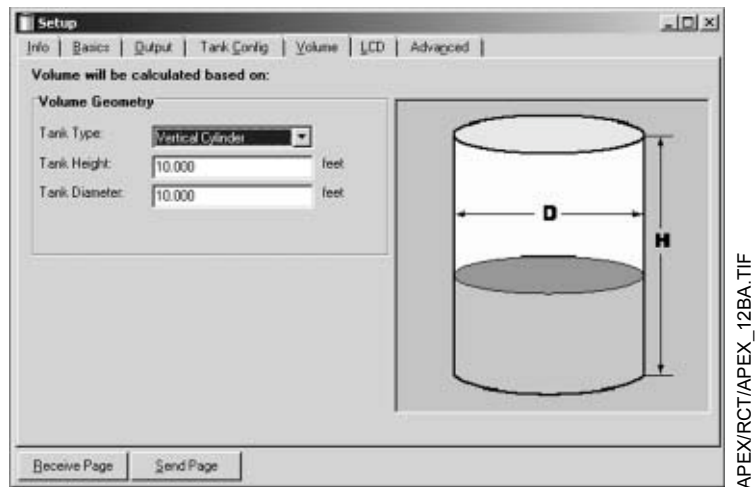 Setup
Info Basics Output Tank Config Volume LCD Advanced
Volume will be calculated based on:
Volume Geometry
Tank Type: Vertical Cylinder
Tank Height: 10.000 feet
Tank Diameter: 10.000 feet
D
H
Receive Page Send Page
APEX/RCT/APEX_12BA.TIF